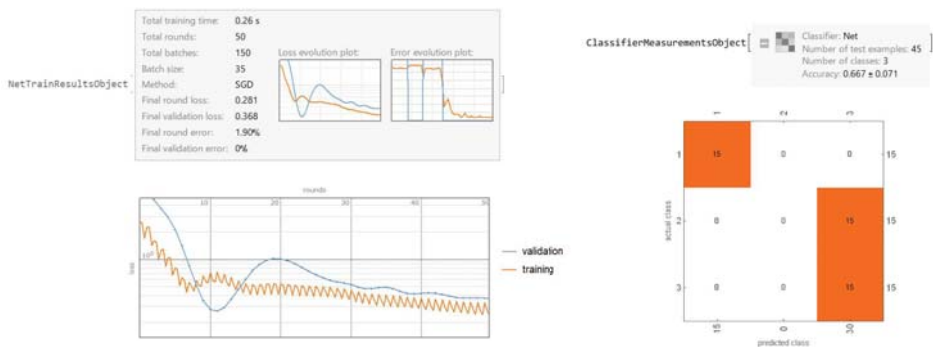 NetTrainResultsObject[
Total training time: 0.26 s
Total rounds: 50
Total batches: 150
Batch size: 35
Method: SGD
Final round loss: 0.281
Final validation loss: 0.368
Final round error: 1.90%
Final validation error: 0%
Loss evolution plot:
Error evolution plot:
]
ClassifierMeasurementsObject[
Classifier: Net
Number of test examples: 45
Number of classes: 3
Accuracy: 0.667 ± 0.071
]
rounds
10 20 30 40 50
loss
10⁰
validation
training
1 2 3
1 15 0 0 15
2 0 0 15 15
3 0 0 15 15
15 0 30
actual class
predicted class